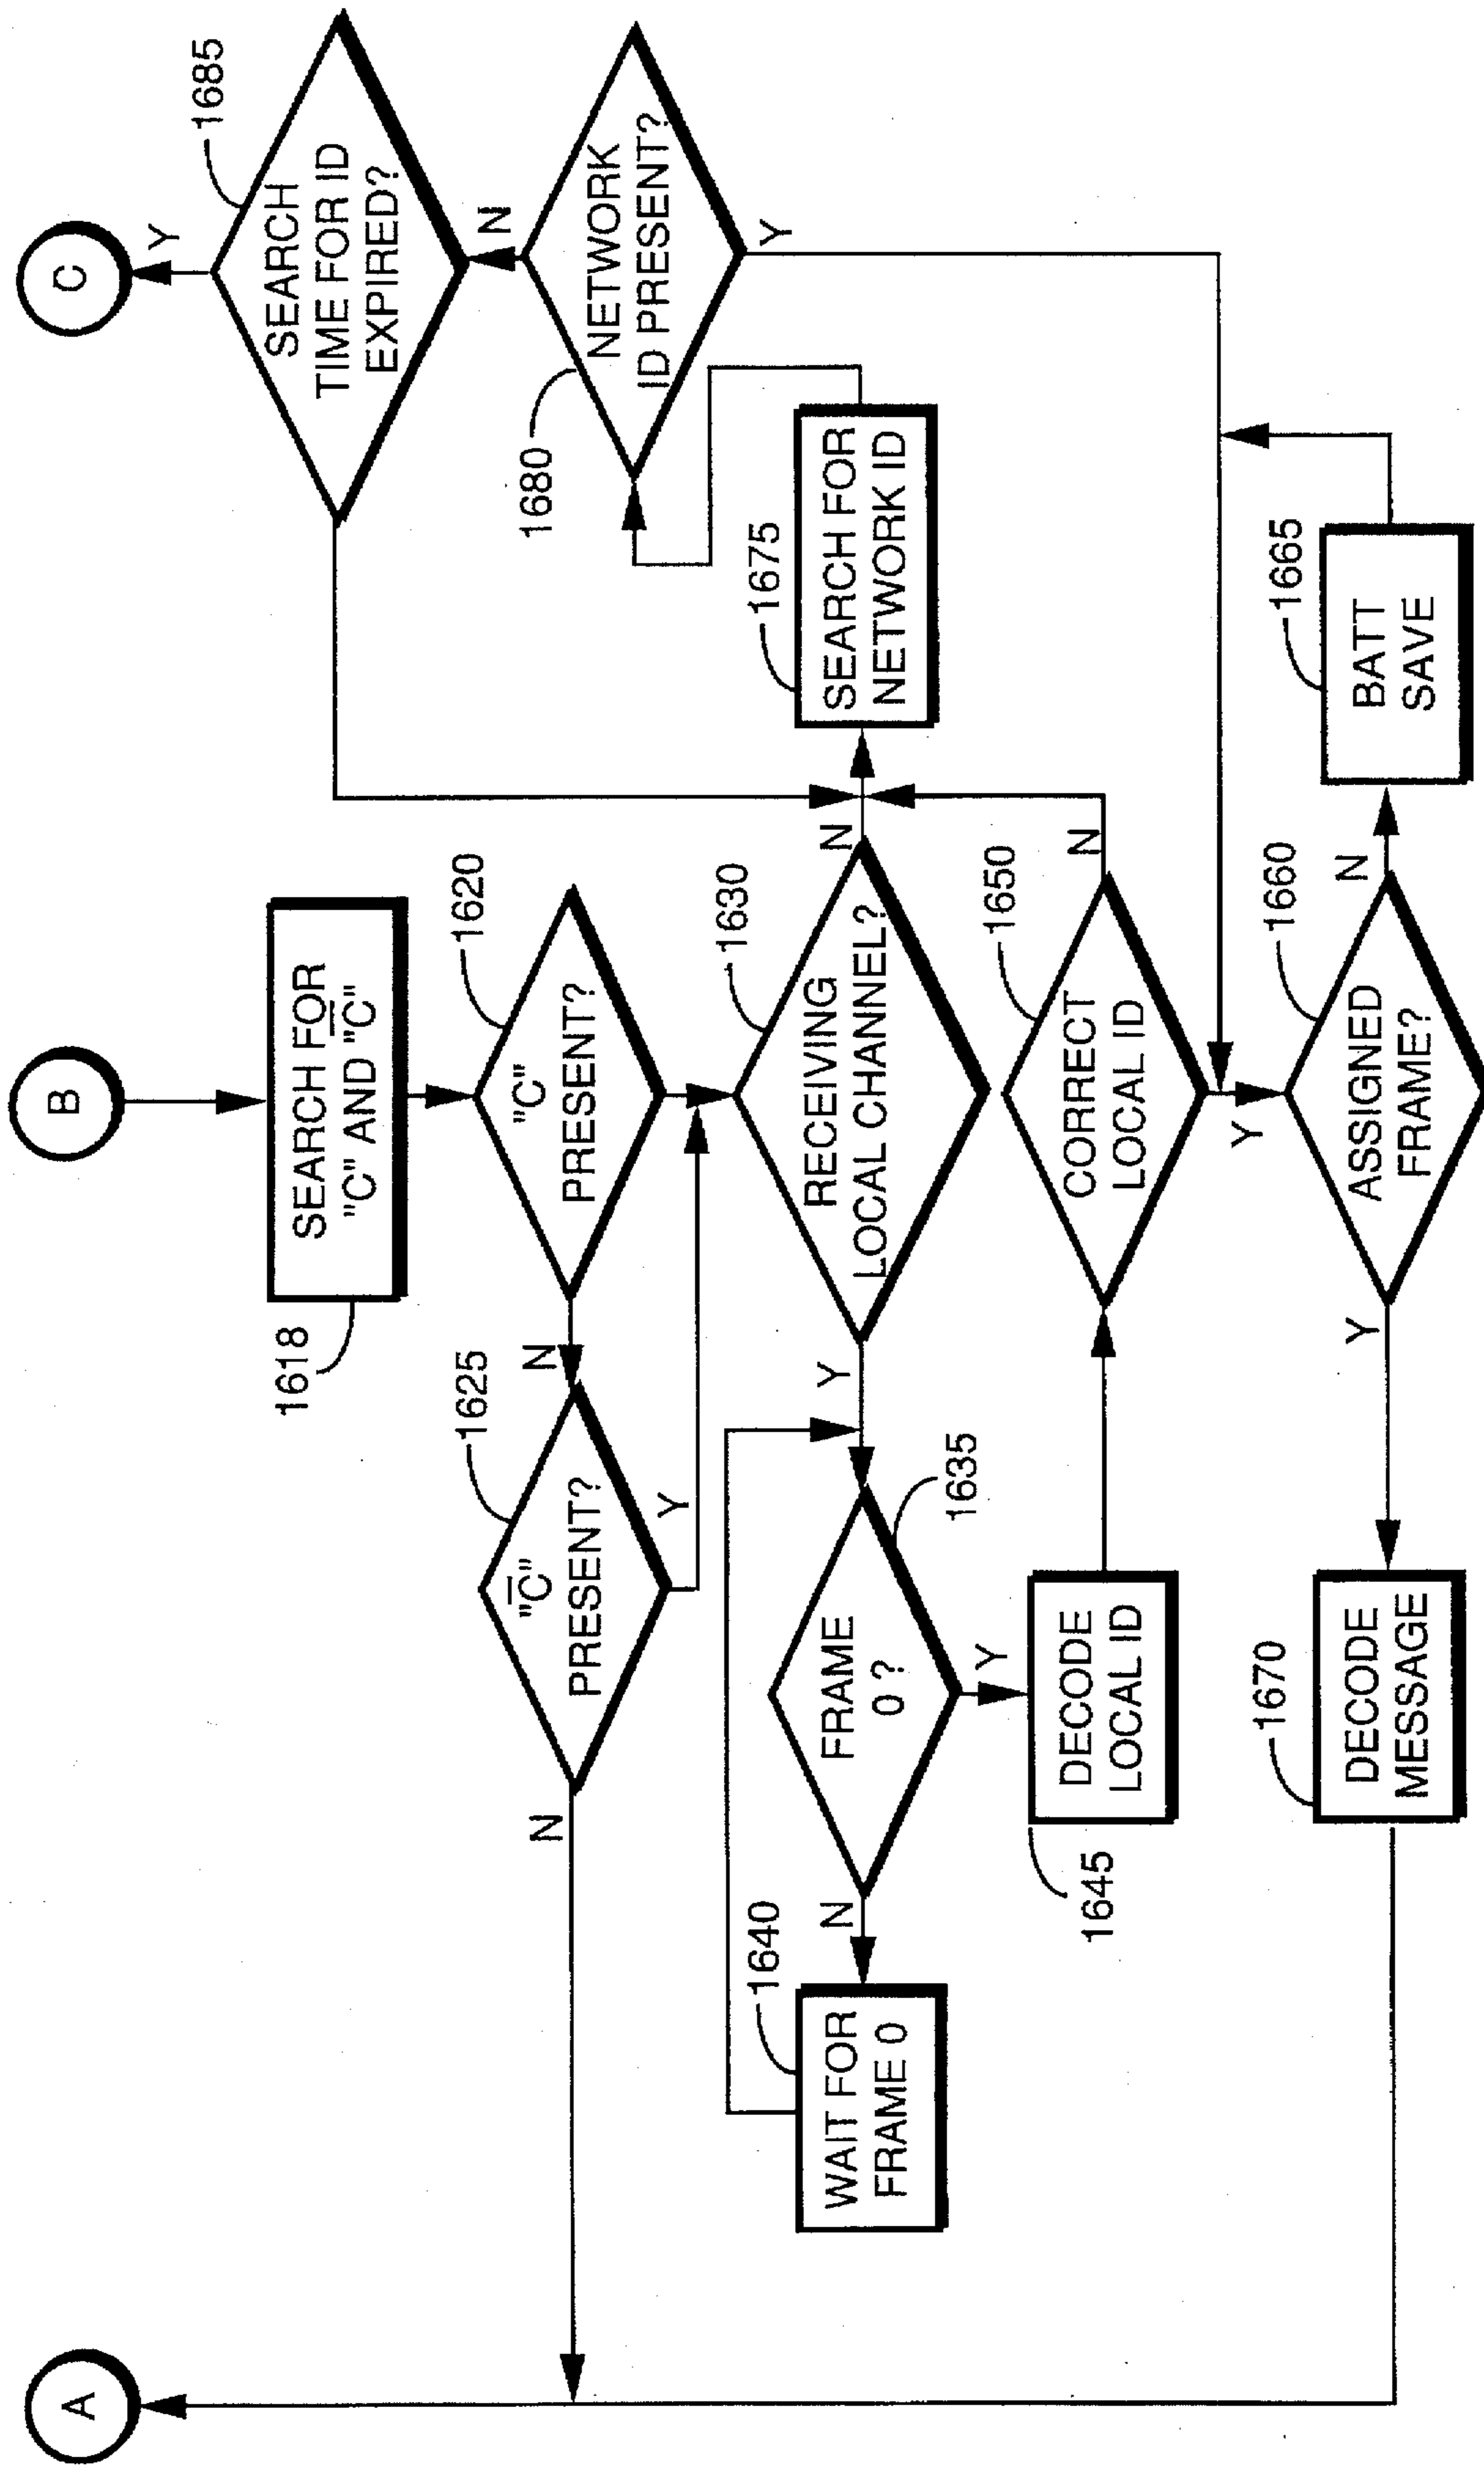 A
B
C
1618
SEARCH FOR
"C" AND "C̅"
1685
SEARCH
TIME FOR ID
EXPIRED?
Y
1625
"C̅"
PRESENT?
N
N
Y
1620
"C"
PRESENT?
1680
NETWORK
ID PRESENT?
N
Y
1640
WAIT FOR
FRAME 0
N
FRAME
0 ?
1635
Y
Y
1630
RECEIVING
LOCAL CHANNEL?
N
1675
SEARCH FOR
NETWORK ID
1645
DECODE
LOCAL ID
1650
CORRECT
LOCAL ID
N
Y
1670
DECODE
MESSAGE
Y
1660
ASSIGNED
FRAME?
N
1665
BATT
SAVE